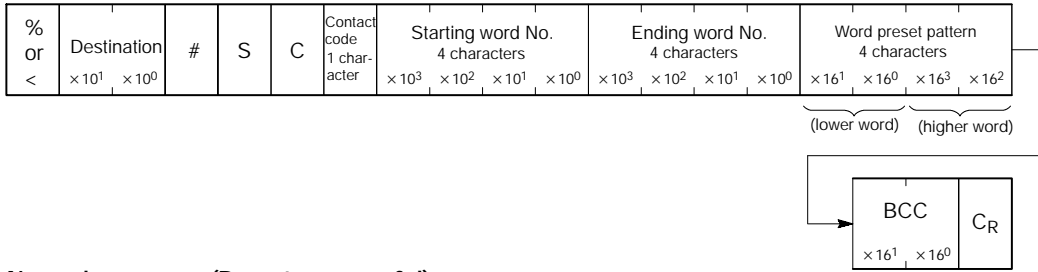 %
or
<
Destination
×10¹ ×10⁰
#
S
C
Contact
code
1 char-
acter
Starting word No.
4 characters
×10³ ×10² ×10¹ ×10⁰
Ending word No.
4 characters
×10³ ×10² ×10¹ ×10⁰
Word preset pattern
4 characters
×16¹ ×16⁰ ×16³ ×16²
(lower word) (higher word)
BCC
×16¹ ×16⁰
CR